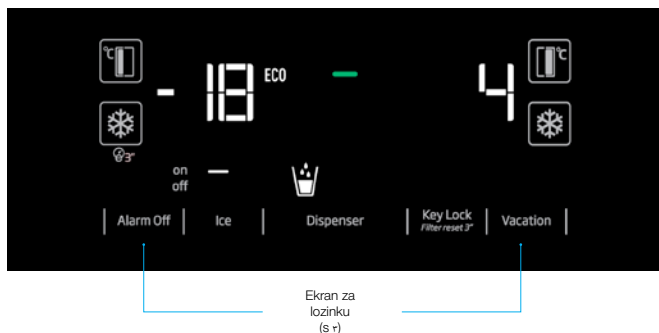 °C
°C
- 18 ECO
4
3"
on
off
Alarm Off
Ice
Dispenser
Key Lock
Filter reset 3"
Vacation
Ekran za
lozinku
(s ٣)